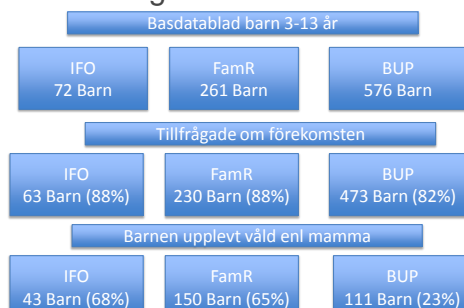 Basdatablad barn 3-13 år
IFO
72 Barn
FamR
261 Barn
BUP
576 Barn
Tillfrågade om förekomsten
IFO
63 Barn (88%)
FamR
230 Barn (88%)
BUP
473 Barn (82%)
Barnen upplevt våld enl mamma
IFO
43 Barn (68%)
FamR
150 Barn (65%)
BUP
111 Barn (23%)